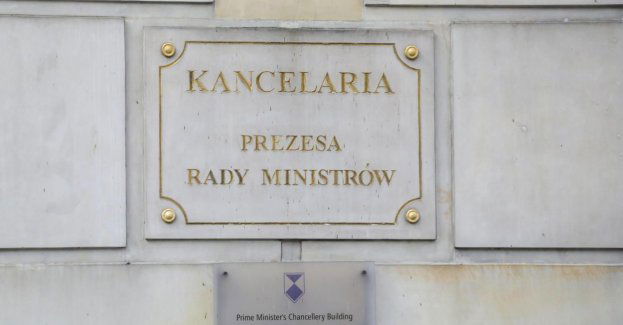 KANCELARIA
PREZESA
RADY MINISTRÓW
Prime Minister's Chancellery Building